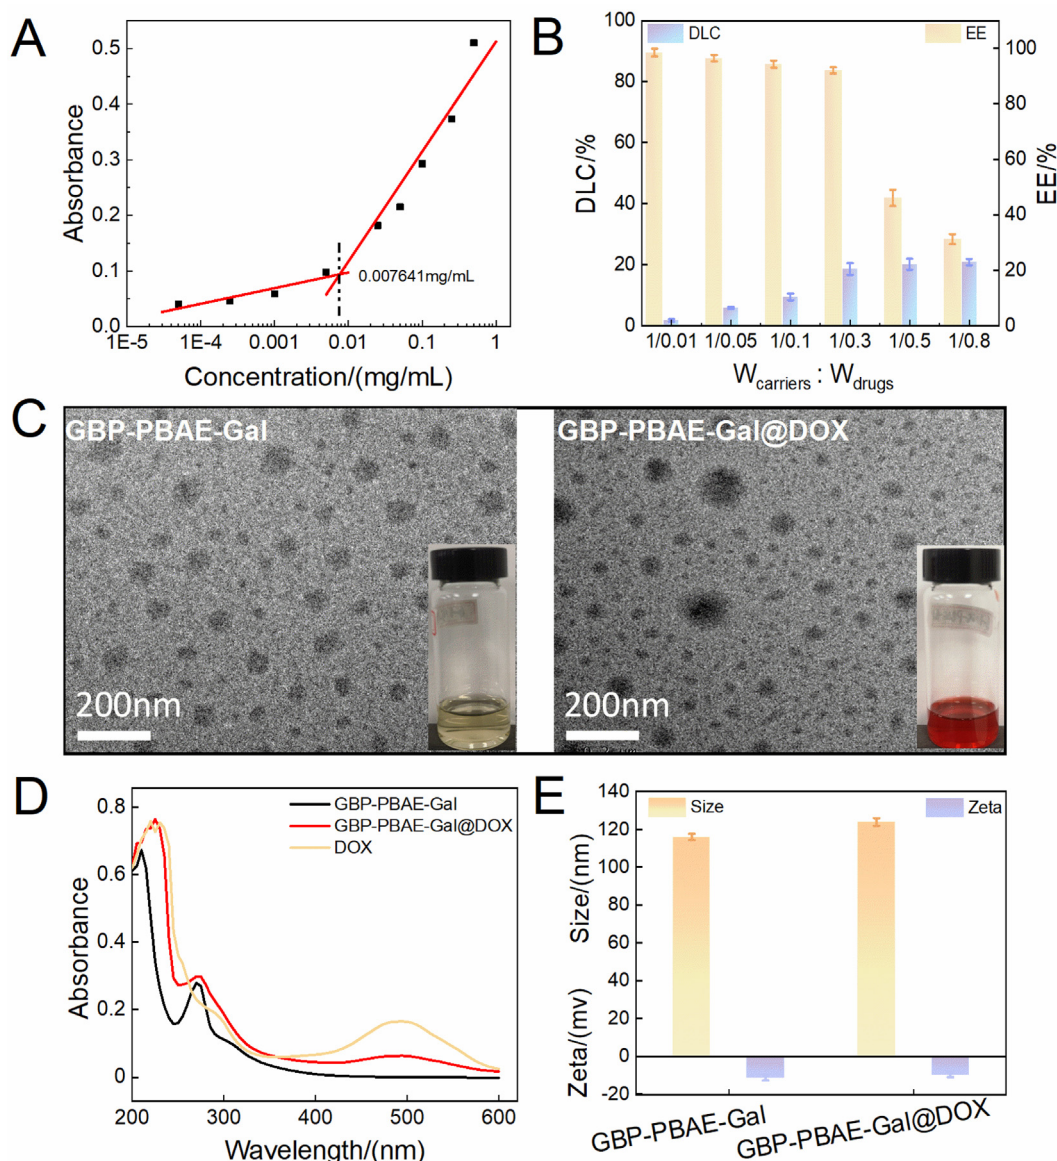 A
Absorbance
0.5
0.4
0.3
0.2
0.1
0.0
0.007641mg/mL
1E-5
1E-4
0.001
0.01
0.1
1
Concentration/(mg/mL)
B
DLC
EE
DLC/%
100
80
60
40
20
0
EE/%
100
80
60
40
20
0
1/0.01
1/0.05
1/0.1
1/0.3
1/0.5
1/0.8
Wcarriers : Wdrugs
C
GBP-PBAE-Gal
200nm
GBP-PBAE-Gal@DOX
200nm
D
Absorbance
0.8
0.6
0.4
0.2
0
GBP-PBAE-Gal
GBP-PBAE-Gal@DOX
DOX
200
300
400
500
600
Wavelength/(nm)
E
Size
Zeta
Size/(nm)
Zeta/(mv)
140
120
100
80
60
40
20
0
-20
GBP-PBAE-Gal
GBP-PBAE-Gal@DOX